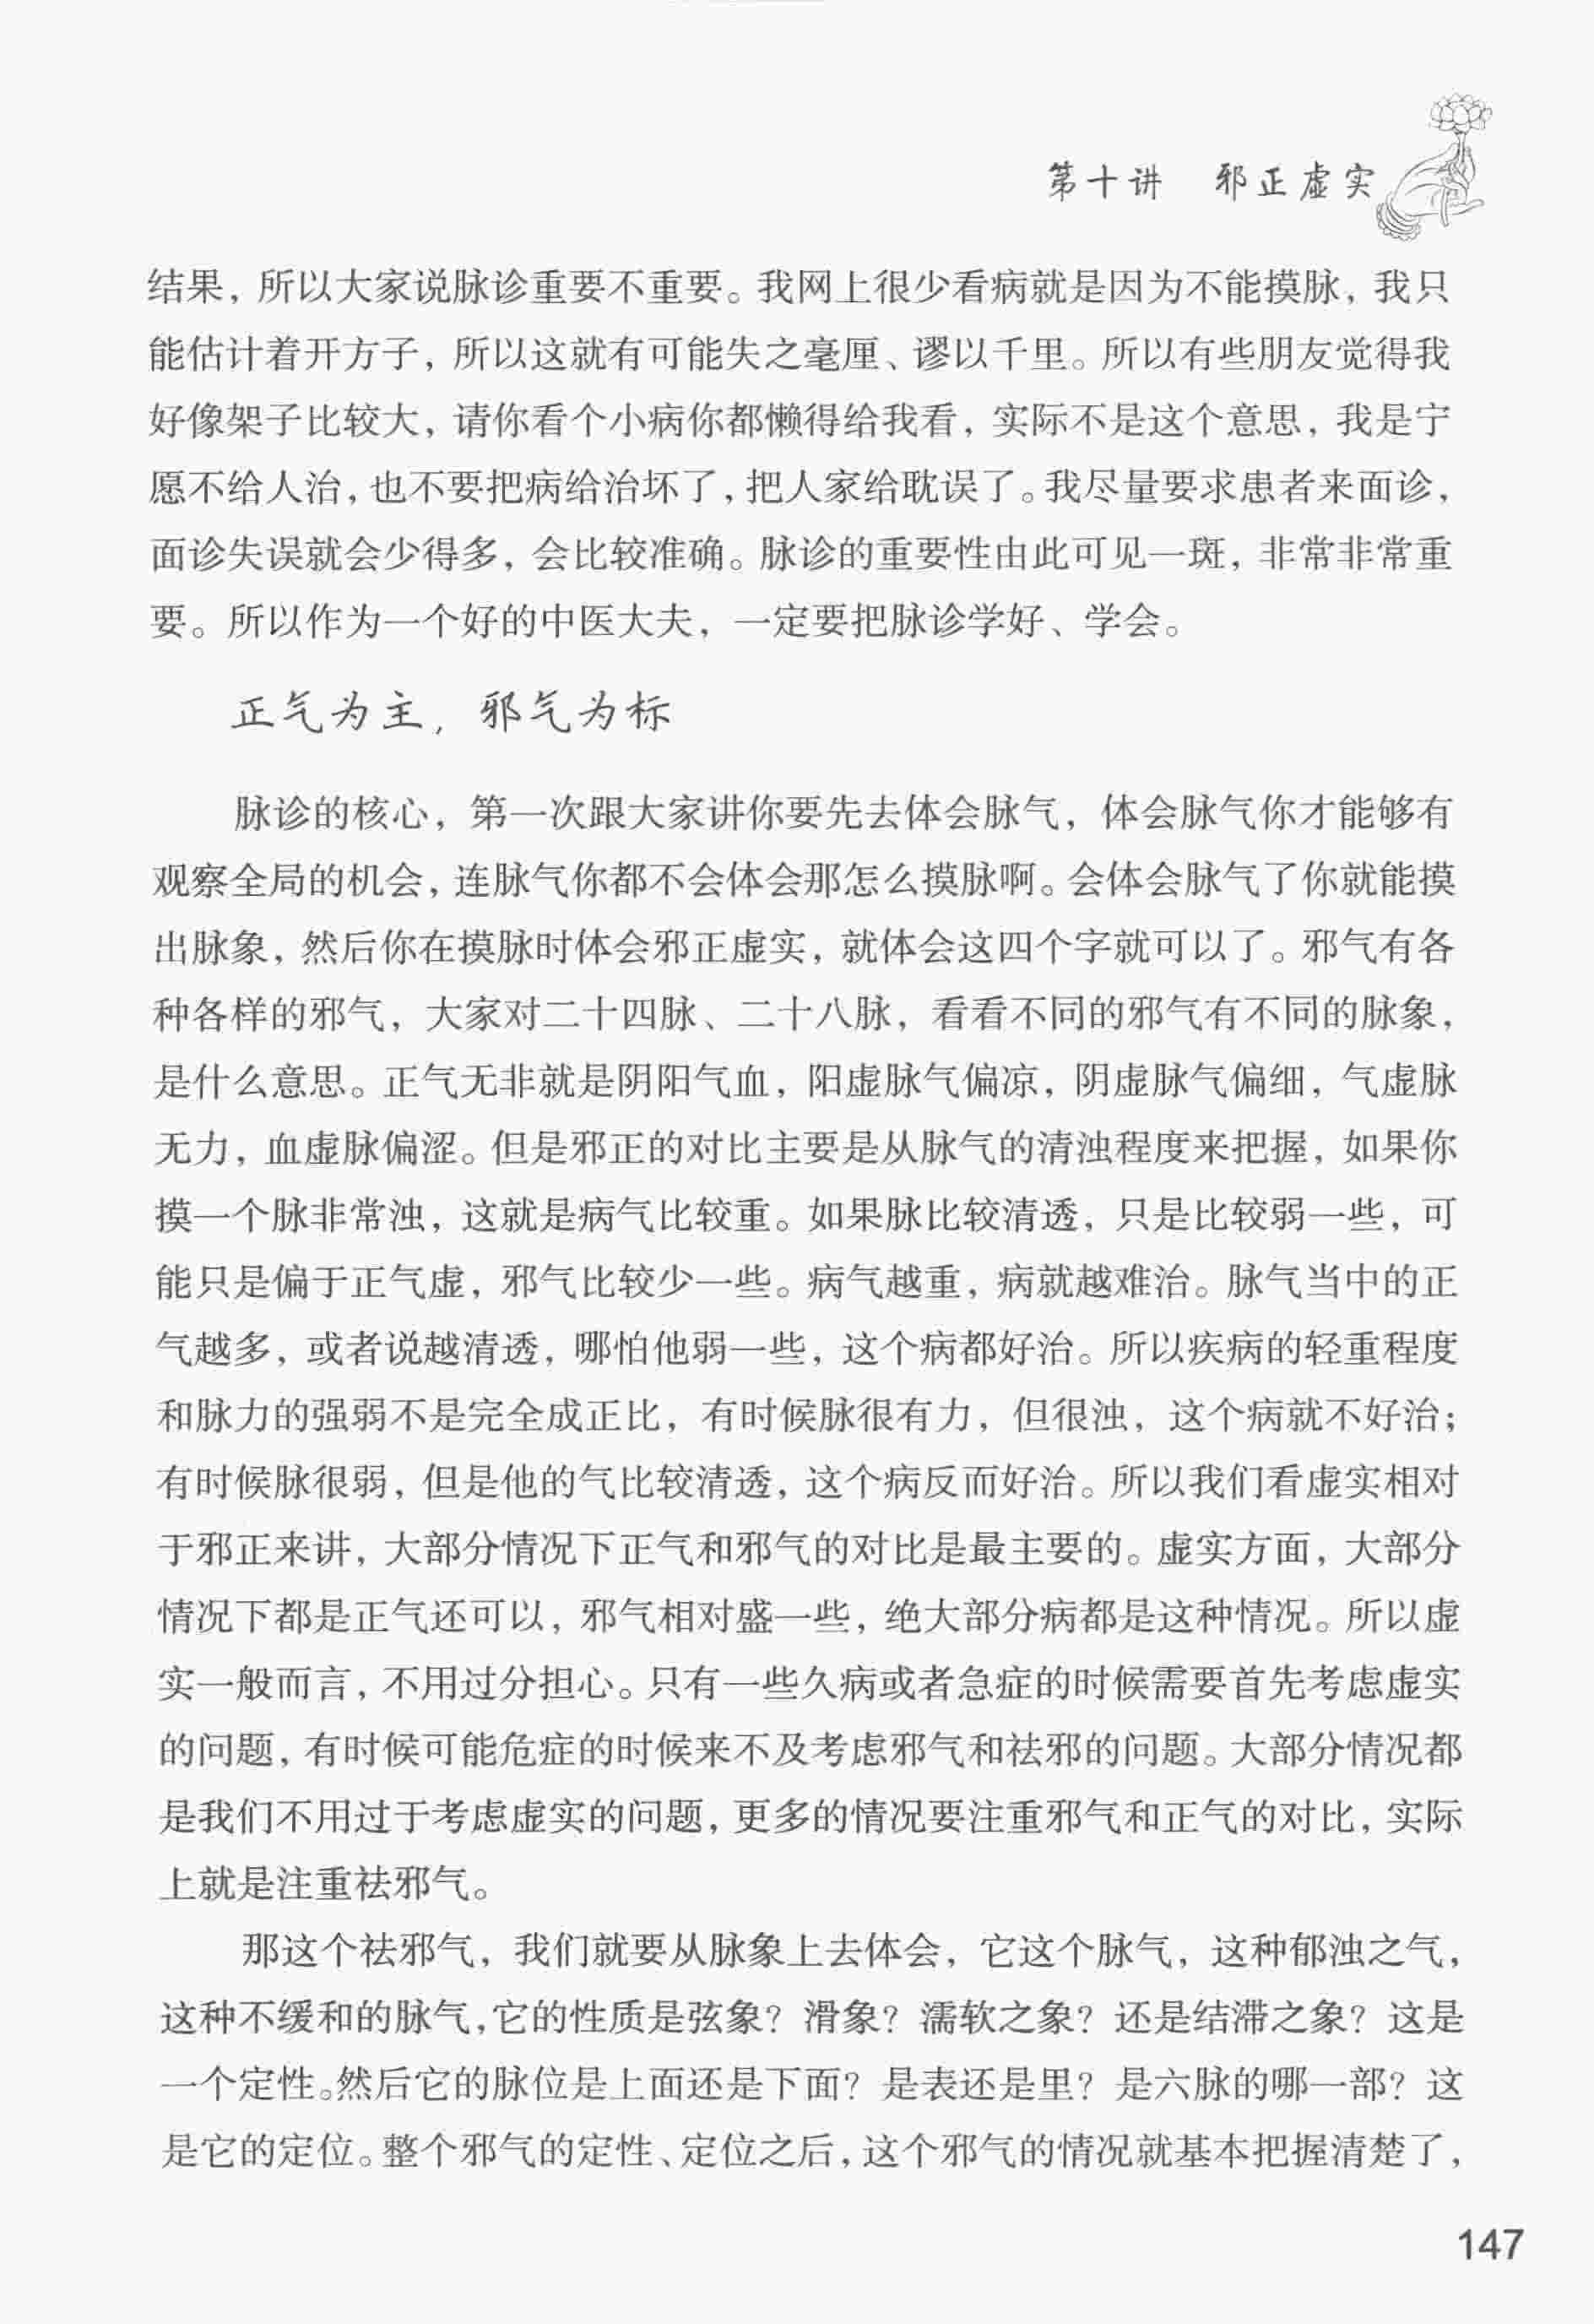 第十讲 邪正虚实
结果，所以大家说脉诊重要不重要。我网上很少看病就是因为不能摸脉，我只
能估计着开方子，所以这就有可能失之毫厘、谬以千里。所以有些朋友觉得我
好像架子比较大，请你看个小病你都懒得给我看，实际不是这个意思，我是宁
愿不给人治，也不要把病给治坏了，把人家给耽误了。我尽量要求患者来面诊，
面诊失误就会少得多，会比较准确。脉诊的重要性由此可见一斑，非常非常重
要。所以作为一个好的中医大夫，一定要把脉诊学好、学会。
正气为主，邪气为标
脉诊的核心，第一次跟大家讲你要先去体会脉气，体会脉气你才能够有
观察全局的机会，连脉气你都不会体会那怎么摸脉啊。会体会脉气了你就能摸
出脉象，然后你在摸脉时体会邪正虚实，就体会这四个字就可以了。邪气有各
种各样的邪气，大家对二十四脉、二十八脉，看看不同的邪气有不同的脉象，
是什么意思。正气无非就是阴阳气血，阳虚脉气偏凉，阴虚脉气偏细，气虚脉
无力，血虚脉偏涩。但是邪正的对比主要是从脉气的清浊程度来把握，如果你
摸一个脉非常浊，这就是病气比较重。如果脉比较清透，只是比较弱一些，可
能只是偏于正气虚，邪气比较少一些。病气越重，病就越难治。脉气当中的正
气越多，或者说越清透，哪怕他弱一些，这个病都好治。所以疾病的轻重程度
和脉力的强弱不是完全成正比，有时候脉很有力，但很浊，这个病就不好治；
有时候脉很弱，但是他的气比较清透，这个病反而好治。所以我们看虚实相对
于邪正来讲，大部分情况下正气和邪气的对比是最主要的。虚实方面，大部分
情况下都是正气还可以，邪气相对盛一些，绝大部分病都是这种情况。所以虚
实一般而言，不用过分担心。只有一些久病或者急症的时候需要首先考虑虚实
的问题，有时候可能危症的时候来不及考虑邪气和祛邪的问题。大部分情况都
是我们不用过于考虑虚实的问题，更多的情况要注重邪气和正气的对比，实际
上就是注重祛邪气。
那这个祛邪气，我们就要从脉象上去体会，它这个脉气，这种郁浊之气，
这种不缓和的脉气，它的性质是弦象？滑象？濡软之象？还是结滞之象？这是
一个定性。然后它的脉位是上面还是下面？是表还是里？是六脉的哪一部？这
是它的定位。整个邪气的定性、定位之后，这个邪气的情况就基本把握清楚了，
147